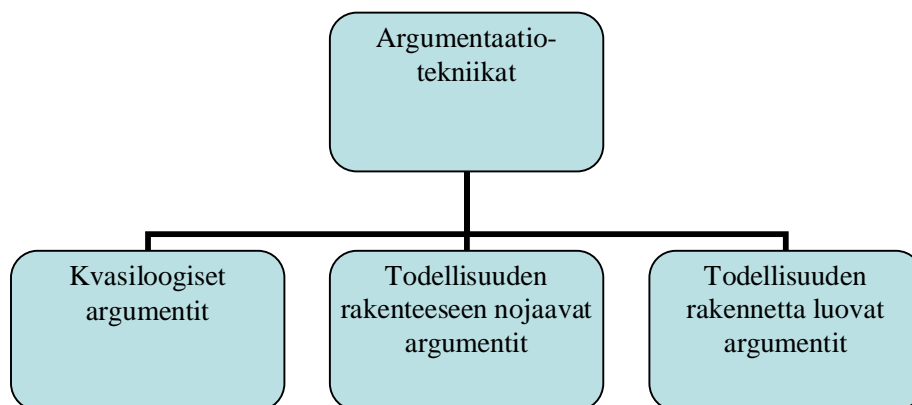 Argumentaatio-
tekniikat
Kvasiloogiset
argumentit
Todellisuuden
rakenteeseen nojaavat
argumentit
Todellisuuden
rakennetta luovat
argumentit